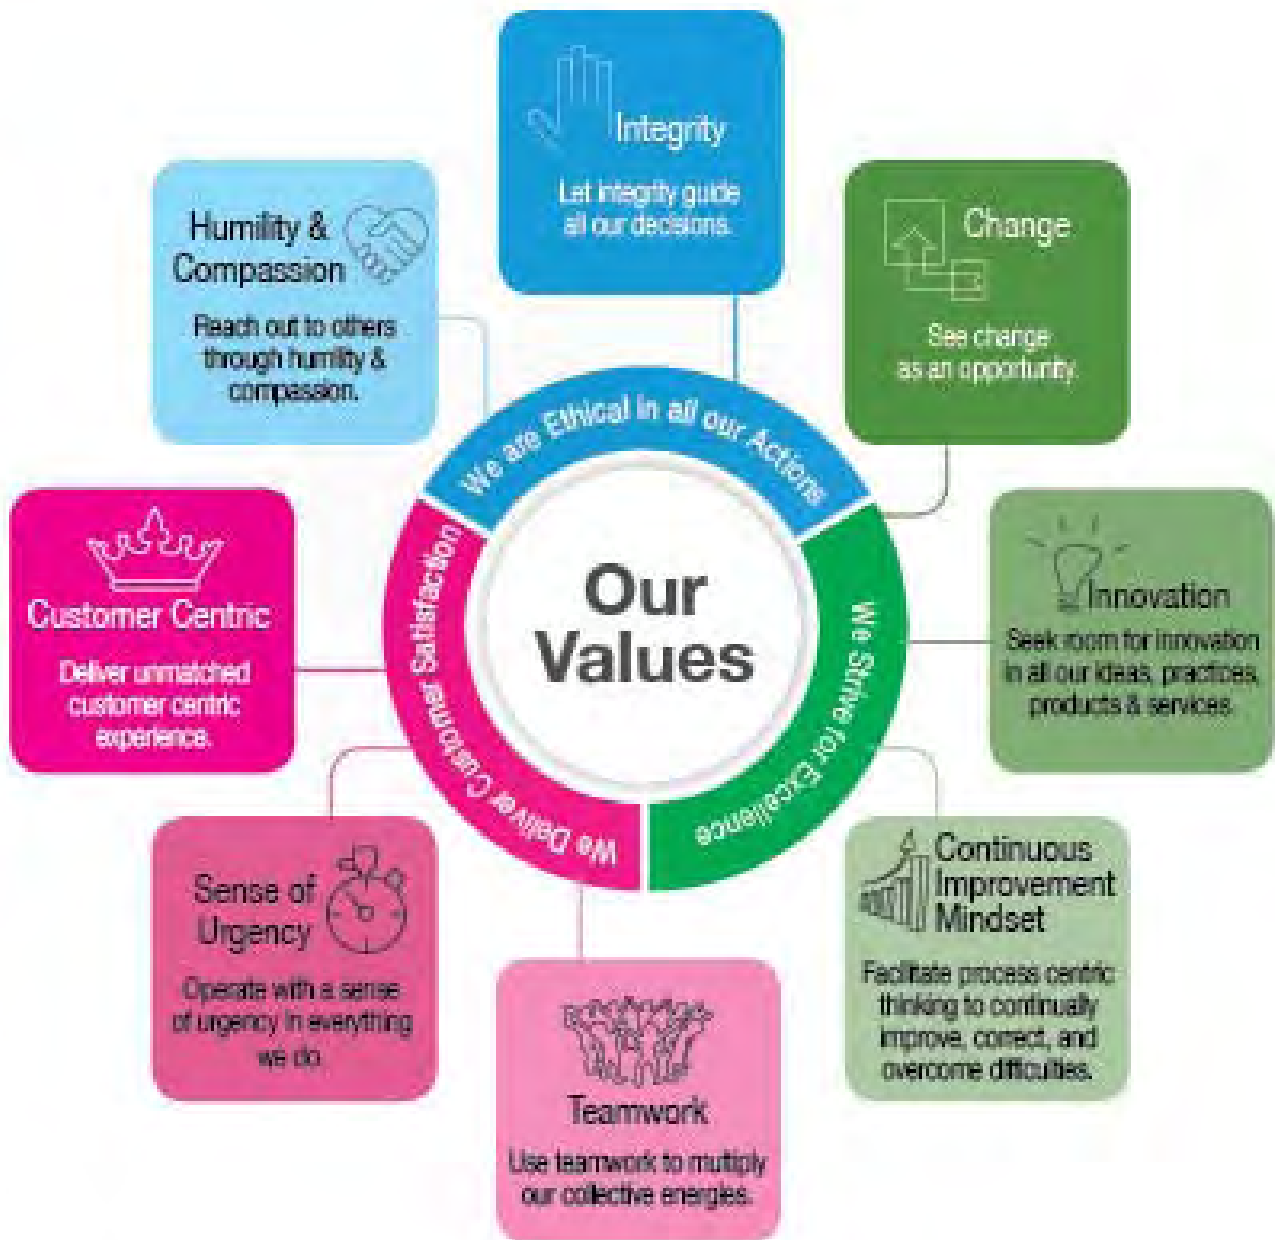 Integrity
Let integrity guide
all our decisions.
Humility &
Compassion
Reach out to others
through humility &
compassion.
Change
See change
as an opportunity.
We are Ethical in all our Actions
Our
Values
We Strive for Excellence
We Deliver Customer Satisfaction
Customer Centric
Deliver unmatched
customer centric
experience.
Innovation
Seek room for innovation
in all our ideas, practices,
products & services.
Sense of
Urgency
Operate with a sense
of urgency in everything
we do.
Continuous
Improvement
Mindset
Facilitate process centric
thinking to continually
improve, correct, and
overcome difficulties.
Teamwork
Use teamwork to multiply
our collective energies.